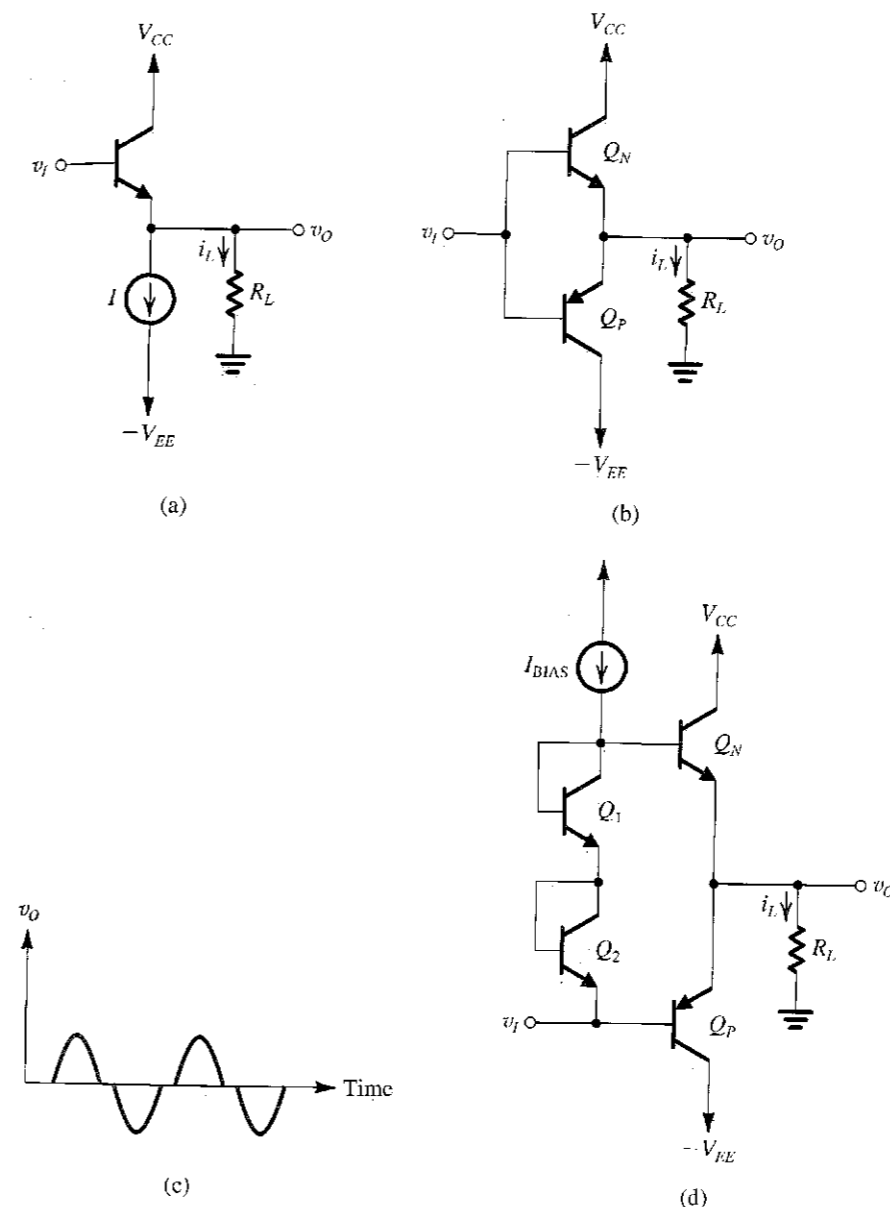 V_CC
v_I
v_O
i_L
I
R_L
−V_EE
(a)
V_CC
Q_N
v_I
v_O
i_L
R_L
Q_P
−V_EE
(b)
v_O
Time
(c)
I_BIAS
V_CC
Q_N
Q_1
v_O
i_L
R_L
Q_2
v_I
Q_P
−V_EE
(d)